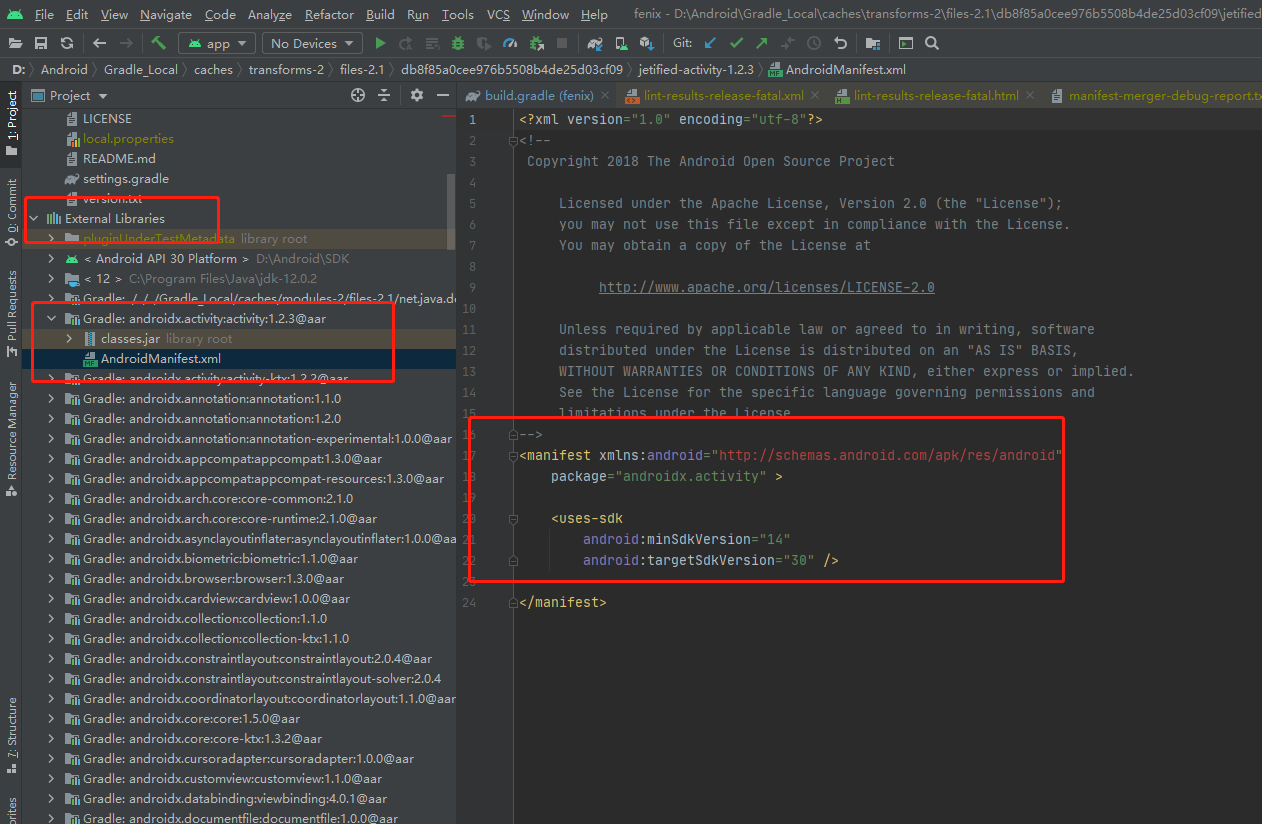 File Edit View Navigate Code Analyze Refactor Build Run Tools VCS Window Help fenix - D:\Android\Gradle_Local\caches\transforms-2\files-2.1\db8f85a0cee976b5508b4de25d03cf09\jetified
app No Devices Git:
D: Android Gradle_Local caches transforms-2 files-2.1 db8f85a0cee976b5508b4de25d03cf09 jetified-activity-1.2.3 AndroidManifest.xml
1: Project
0: Commit
Pull Requests
Resource Manager
7: Structure
Project
LICENSE
local.properties
README.md
settings.gradle
version.txt
External Libraries
pluginUnderTestMetadata library root
< Android API 30 Platform > D:\Android\SDK
< 12 > C:\Program Files\Java\jdk-12.0.2
Gradle: ././../Gradle_Local/caches/modules-2/files-2.1/net.java.de
Gradle: androidx.activity:activity:1.2.3@aar
classes.jar library root
AndroidManifest.xml
Gradle: androidx.activity:activity-ktx:1.2.2@aar
Gradle: androidx.annotation:annotation:1.1.0
Gradle: androidx.annotation:annotation:1.2.0
Gradle: androidx.annotation:annotation-experimental:1.0.0@aar
Gradle: androidx.appcompat:appcompat:1.3.0@aar
Gradle: androidx.appcompat:appcompat-resources:1.3.0@aar
Gradle: androidx.arch.core:core-common:2.1.0
Gradle: androidx.arch.core:core-runtime:2.1.0@aar
Gradle: androidx.asynclayoutinflater:asynclayoutinflater:1.0.0@aa
Gradle: androidx.biometric:biometric:1.1.0@aar
Gradle: androidx.browser:browser:1.3.0@aar
Gradle: androidx.cardview:cardview:1.0.0@aar
Gradle: androidx.collection:collection:1.1.0
Gradle: androidx.collection:collection-ktx:1.1.0
Gradle: androidx.constraintlayout:constraintlayout:2.0.4@aar
Gradle: androidx.constraintlayout:constraintlayout-solver:2.0.4
Gradle: androidx.coordinatorlayout:coordinatorlayout:1.1.0@aar
Gradle: androidx.core:core:1.5.0@aar
Gradle: androidx.core:core-ktx:1.3.2@aar
Gradle: androidx.cursoradapter:cursoradapter:1.0.0@aar
Gradle: androidx.customview:customview:1.1.0@aar
Gradle: androidx.databinding:viewbinding:4.0.1@aar
Gradle: androidx.documentfile:documentfile:1.0.0@aar
build.gradle (fenix) lint-results-release-fatal.xml lint-results-release-fatal.html manifest-merger-debug-report.tx
1 <?xml version="1.0" encoding="utf-8"?>
2 <!--
3 Copyright 2018 The Android Open Source Project
4
5 Licensed under the Apache License, Version 2.0 (the "License");
6 you may not use this file except in compliance with the License.
7 You may obtain a copy of the License at
8
9 http://www.apache.org/licenses/LICENSE-2.0
10
11 Unless required by applicable law or agreed to in writing, software
12 distributed under the License is distributed on an "AS IS" BASIS,
13 WITHOUT WARRANTIES OR CONDITIONS OF ANY KIND, either express or implied.
14 See the License for the specific language governing permissions and
15 limitations under the License.
16 -->
17 <manifest xmlns:android="http://schemas.android.com/apk/res/android"
18 package="androidx.activity" >
19
20 <uses-sdk
21 android:minSdkVersion="14"
22 android:targetSdkVersion="30" />
23
24 </manifest>